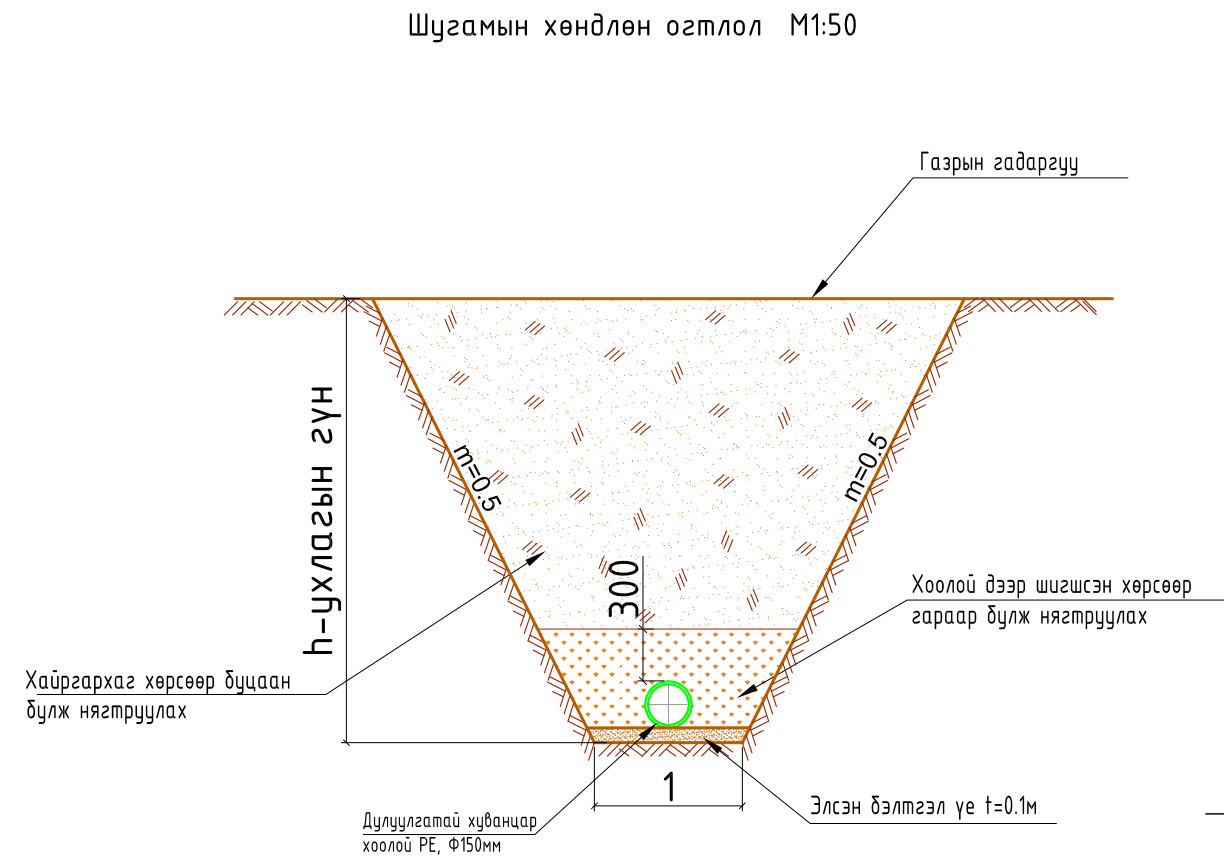 Шугамын хөндлөн огтлол М1:50
Газрын гадаргуу
h-ухлагын гүн
m=0.5
m=0.5
300
Хоолой дээр шигшсэн хөрсөөр
гараар булж нягтруулах
Хайргархаг хөрсөөр буцаан
булж нягтруулах
1
Элсэн бэлтгэл үе t=0.1м
Дулуулгатай хуванцар
хоолой PE, Ф150мм